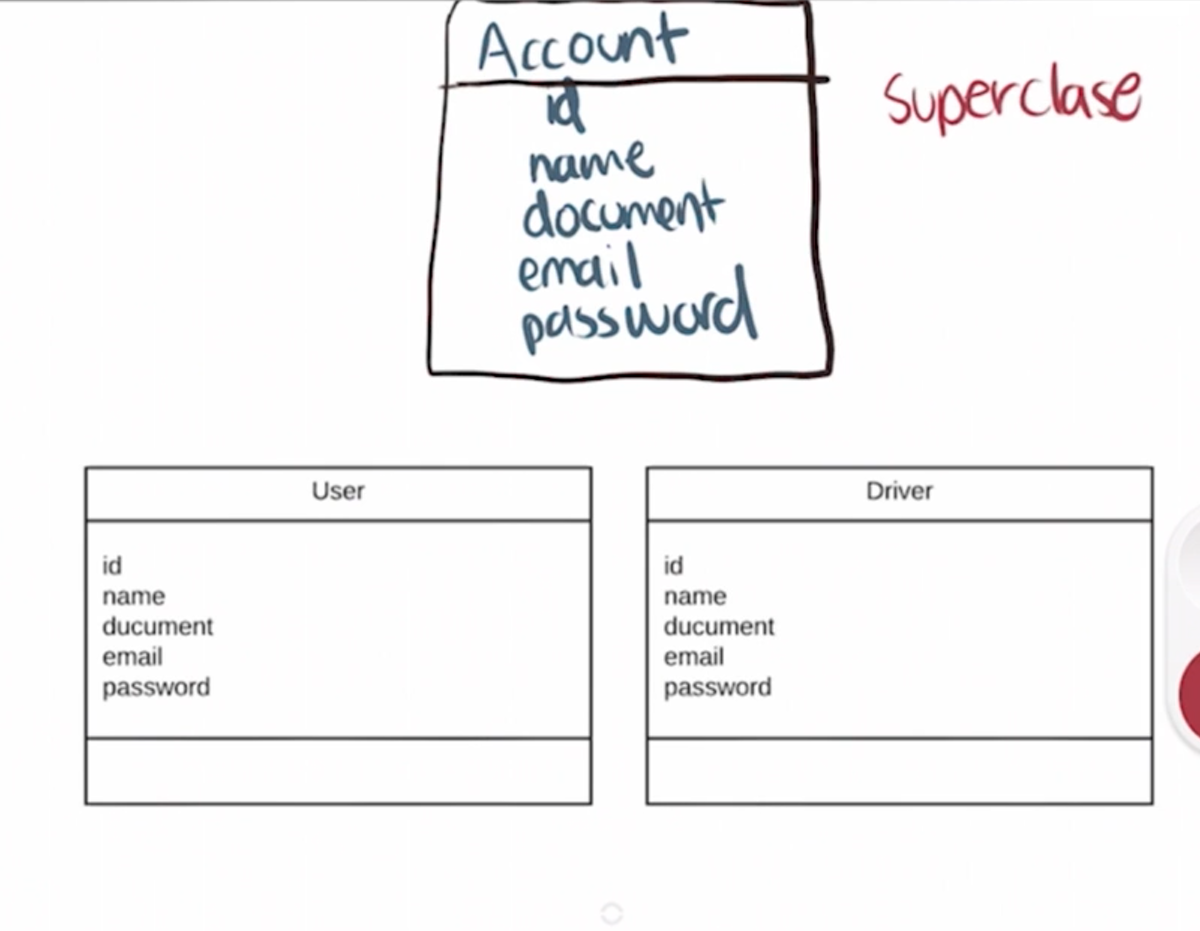 Account
id
Superclase
name
document
email
password
User
id
name
ducument
email
password
Driver
id
name
ducument
email
password